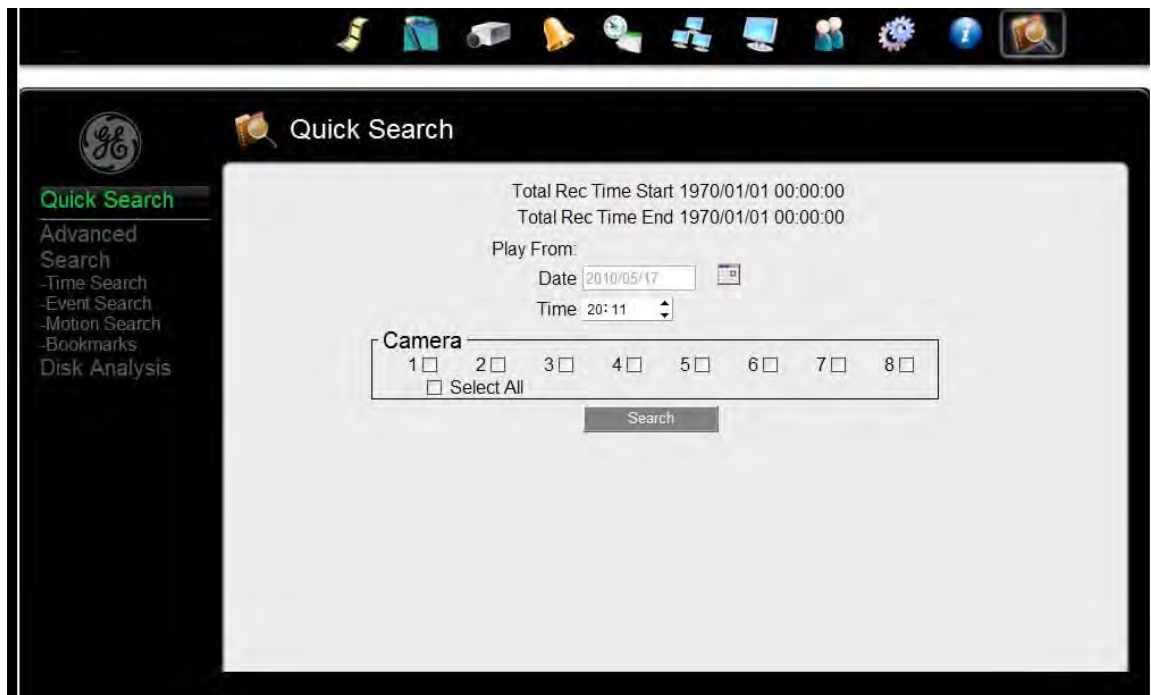 Quick Search
GE
Quick Search
Advanced
Search
-Time Search
-Event Search
-Motion Search
-Bookmarks
Disk Analysis
Total Rec Time Start 1970/01/01 00:00:00
Total Rec Time End 1970/01/01 00:00:00
Play From:
Date 2010/05/17
Time 20:11
Camera
1 2 3 4 5 6 7 8
Select All
Search